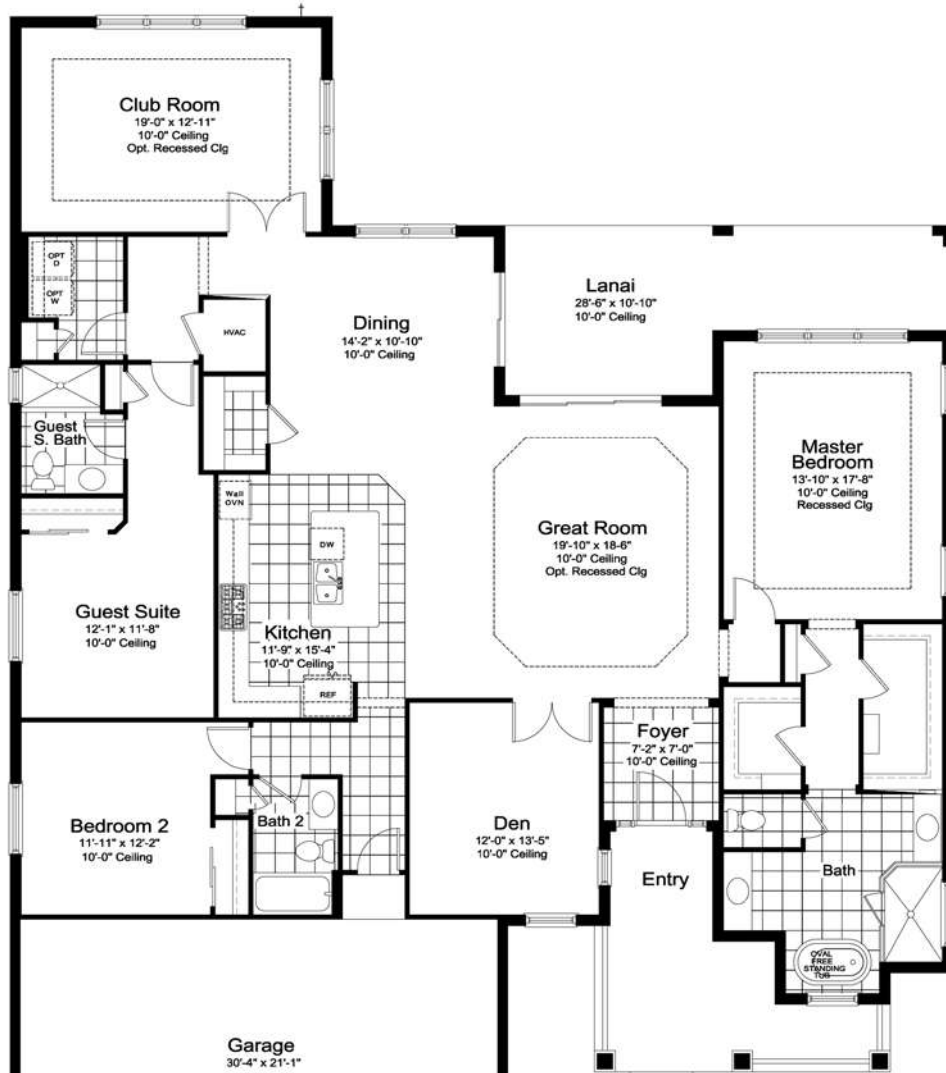 †
Club Room
19'-0" x 12'-11"
10'-0" Ceiling
Opt. Recessed Clg
OPT
D
OPT
W
HVAC
Dining
14'-2" x 10'-10"
10'-0" Ceiling
Lanai
28'-6" x 10'-10"
10'-0" Ceiling
Guest
S. Bath
Master
Bedroom
13'-10" x 17'-8"
10'-0" Ceiling
Recessed Clg
Wall
OVN
DW
Great Room
19'-10" x 18'-6"
10'-0" Ceiling
Opt. Recessed Clg
Guest Suite
12'-1" x 11'-8"
10'-0" Ceiling
Kitchen
11'-9" x 15'-4"
10'-0" Ceiling
REF
Foyer
7'-2" x 7'-0"
10'-0" Ceiling
Bedroom 2
11'-11" x 12'-2"
10'-0" Ceiling
Bath 2
Den
12'-0" x 13'-5"
10'-0" Ceiling
Entry
Bath
OVAL
FREE
STANDING
TUB
Garage
30'-4" x 21'-1"